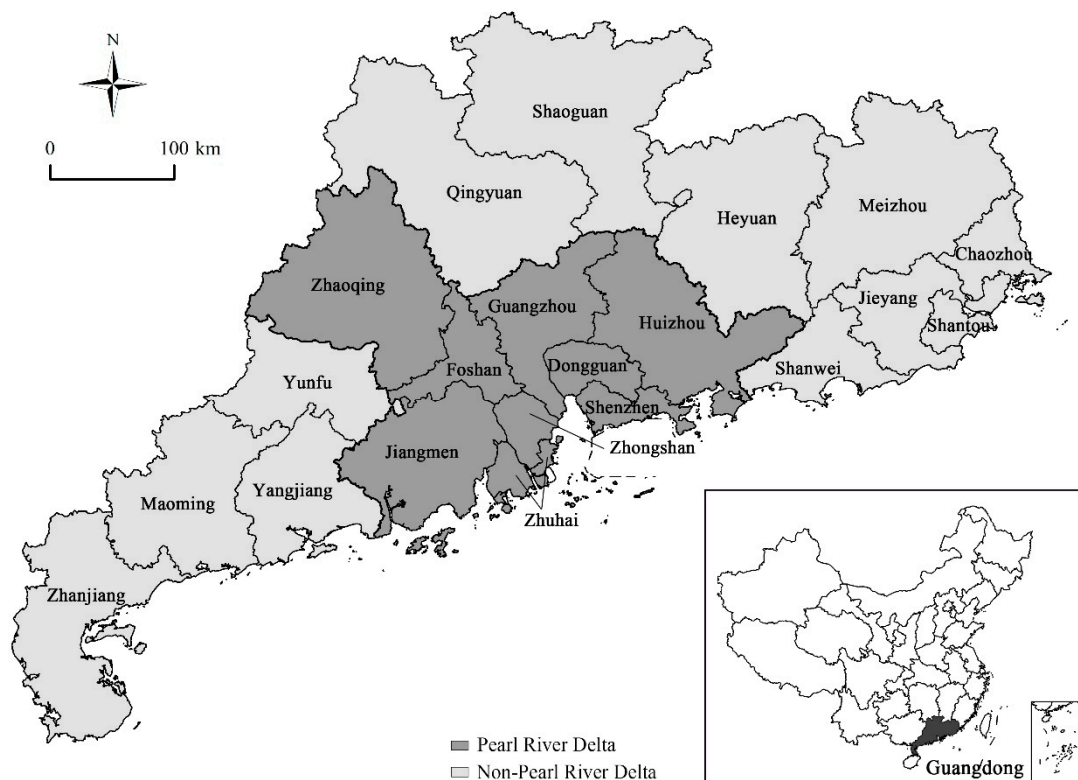 N
0 100 km
Shaoguan
Qingyuan
Heyuan
Meizhou
Chaozhou
Zhaoqing
Jieyang
Guangzhou
Huizhou
Shantou
Dongguan
Foshan
Shanwei
Yunfu
Shenzhen
Zhongshan
Jiangmen
Yangjiang
Maoming
Zhuhai
Zhanjiang
Pearl River Delta
Non-Pearl River Delta
Guangdong